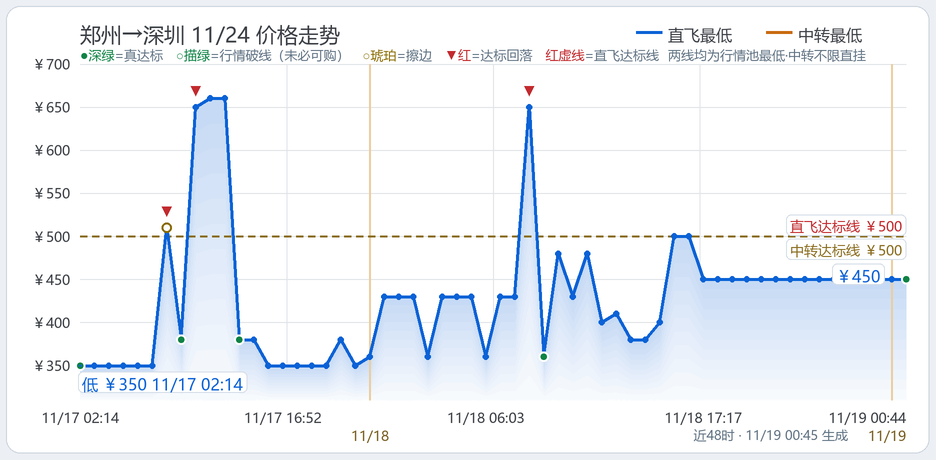 郑州→深圳 11/24 价格走势
直飞最低 中转最低
深绿=真达标 描绿=行情破线（未必可购） 琥珀=擦边 ▼红=达标回落 红虚线=直飞达标线 两线均为行情池最低·中转不限直挂
￥700
￥650
￥600
￥550
￥500
￥450
￥400
￥350
直飞达标线 ￥500
中转达标线 ￥500
￥450
低 ￥350 11/17 02:14
11/17 02:14 11/17 16:52 11/18 06:03 11/18 17:17 11/19 00:44
11/18 11/19
近48时 · 11/19 00:45 生成